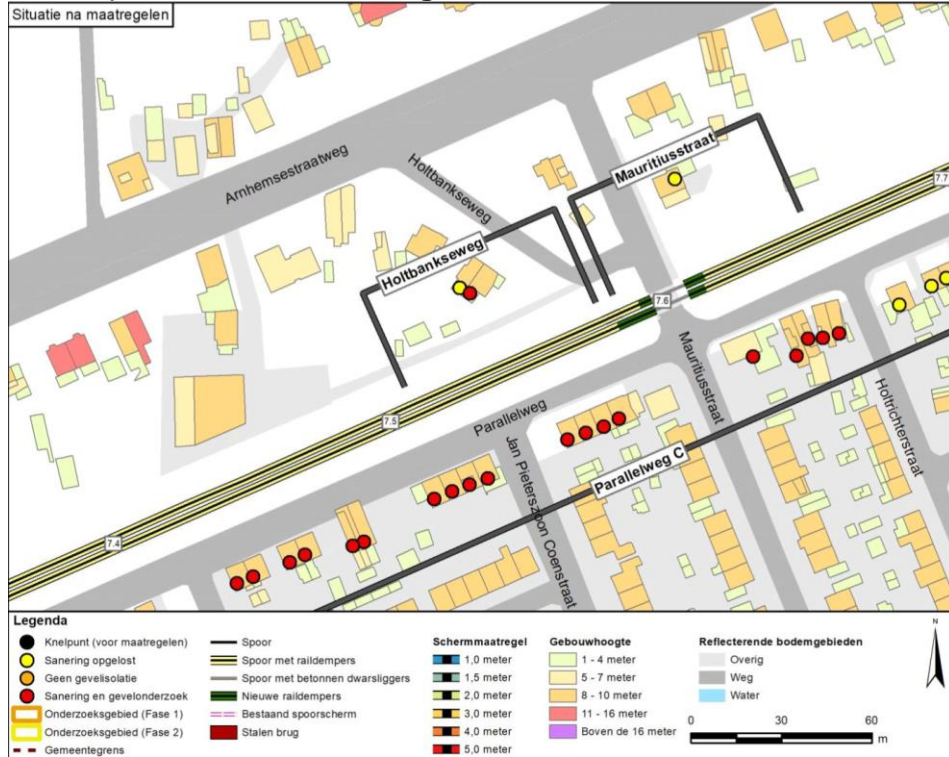 Situatie na maatregelen
Arnhemsestraatweg
Holtbankseweg
Mauritiusstraat
Holtbankseweg
7.7
7.6
7.5
7.4
Parallelweg
Mauritiusstraat
Holtrichterstraat
Jan Pieterszoon Coenstraat
Parallelweg C
Legenda
Knelpunt (voor maatregelen)
Sanering opgelost
Geen gevelisolatie
Sanering en gevelonderzoek
Onderzoeksgebied (Fase 1)
Onderzoeksgebied (Fase 2)
Gemeentegrens
Spoor
Spoor met raildempers
Spoor met betonnen dwarsliggers
Nieuwe raildempers
Bestaand spoorscherm
Stalen brug
Schermmaatregel
1,0 meter
1,5 meter
2,0 meter
3,0 meter
4,0 meter
5,0 meter
Gebouwhoogte
1 - 4 meter
5 - 7 meter
8 - 10 meter
11 - 16 meter
Boven de 16 meter
Reflecterende bodemgebieden
Overig
Weg
Water
N
0 30 60
m